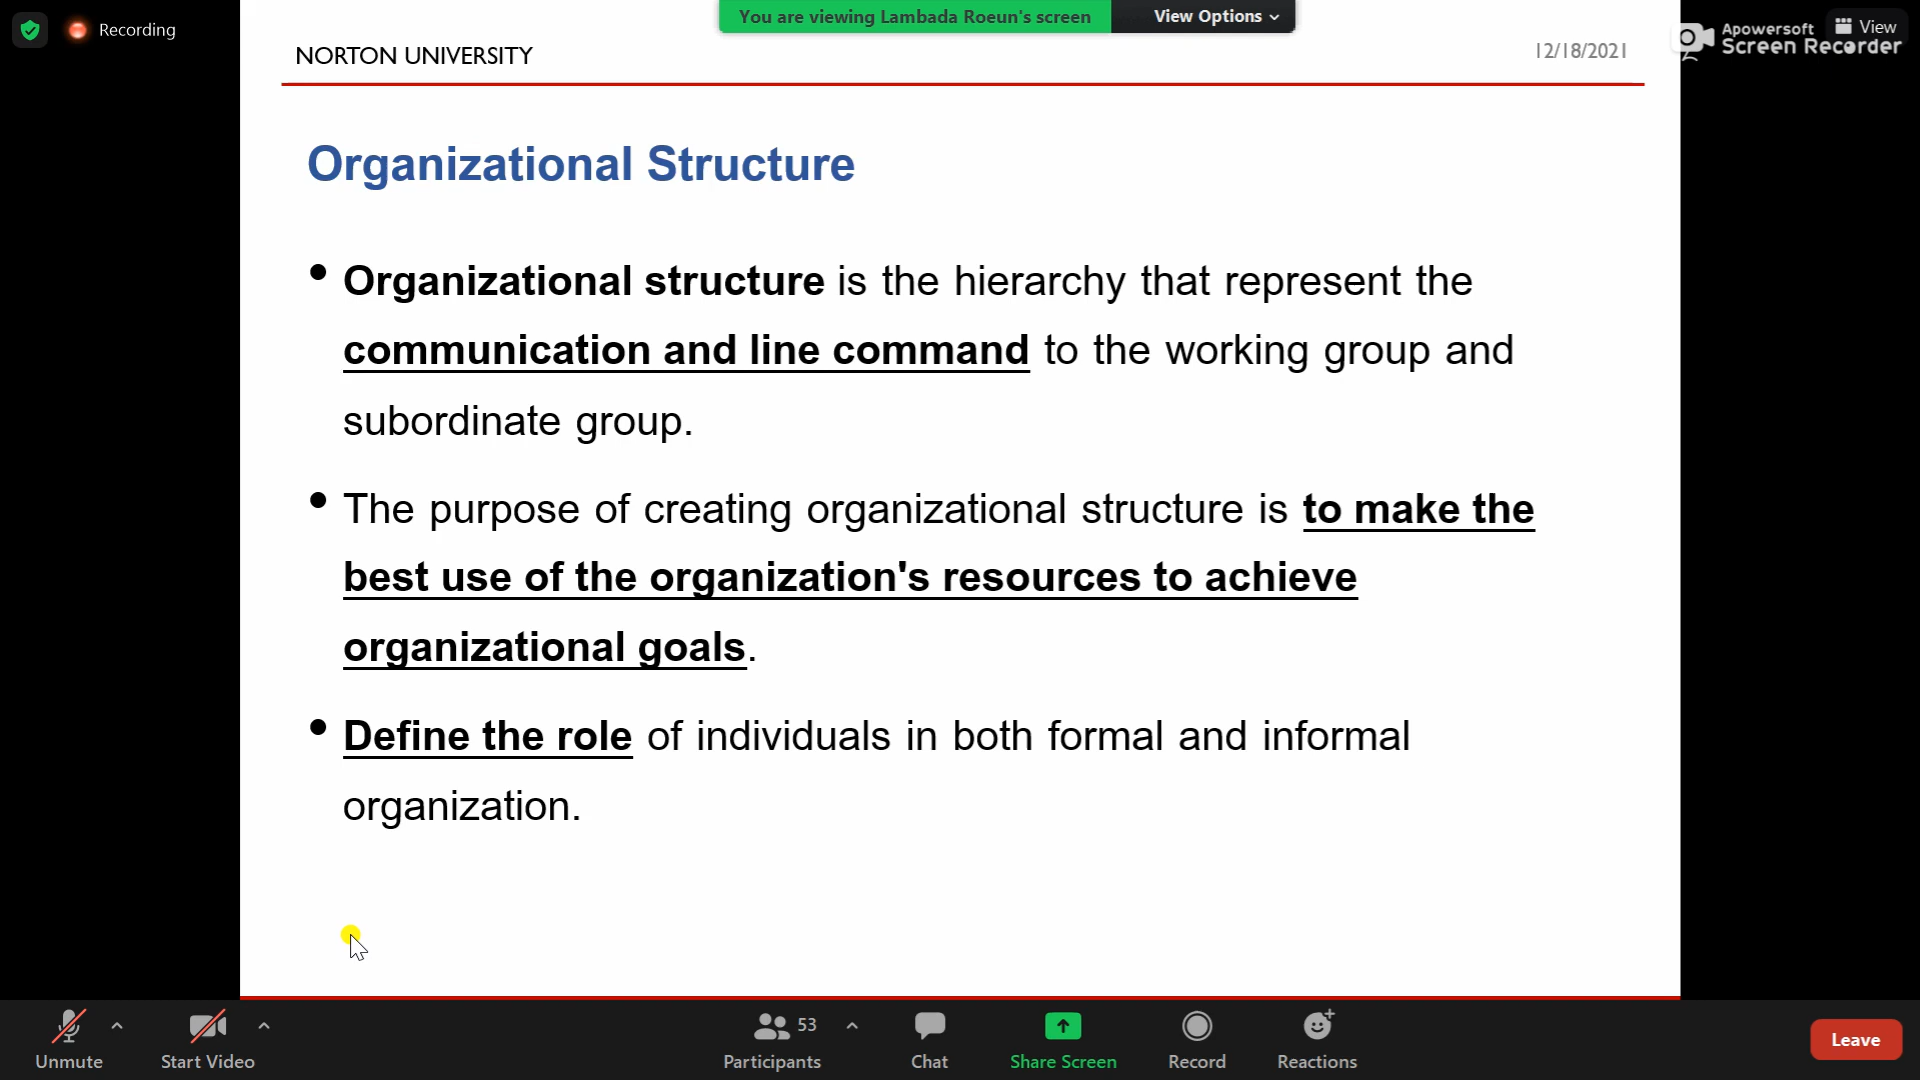 Recording
You are viewing Lambada Roeun's screen
View Options
View
Apowersoft
Screen Recorder
NORTON UNIVERSITY
12/18/2021
Organizational Structure
• Organizational structure is the hierarchy that represent the
communication and line command to the working group and
subordinate group.
• The purpose of creating organizational structure is to make the
best use of the organization's resources to achieve
organizational goals.
• Define the role of individuals in both formal and informal
organization.
53
Unmute
Start Video
Participants
Chat
Share Screen
Record
Reactions
Leave